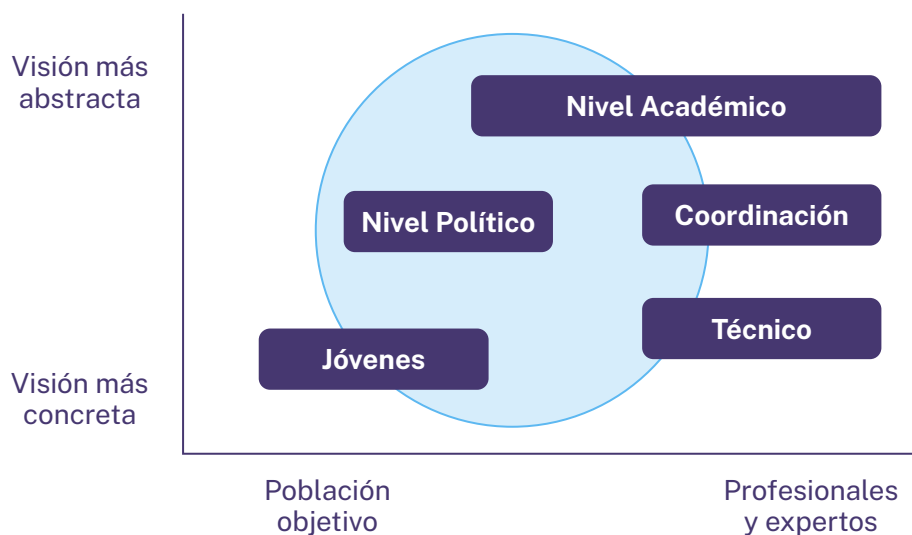 Visión más
abstracta
Nivel Académico
Nivel Político
Coordinación
Técnico
Jóvenes
Visión más
concreta
Población
objetivo
Profesionales
y expertos